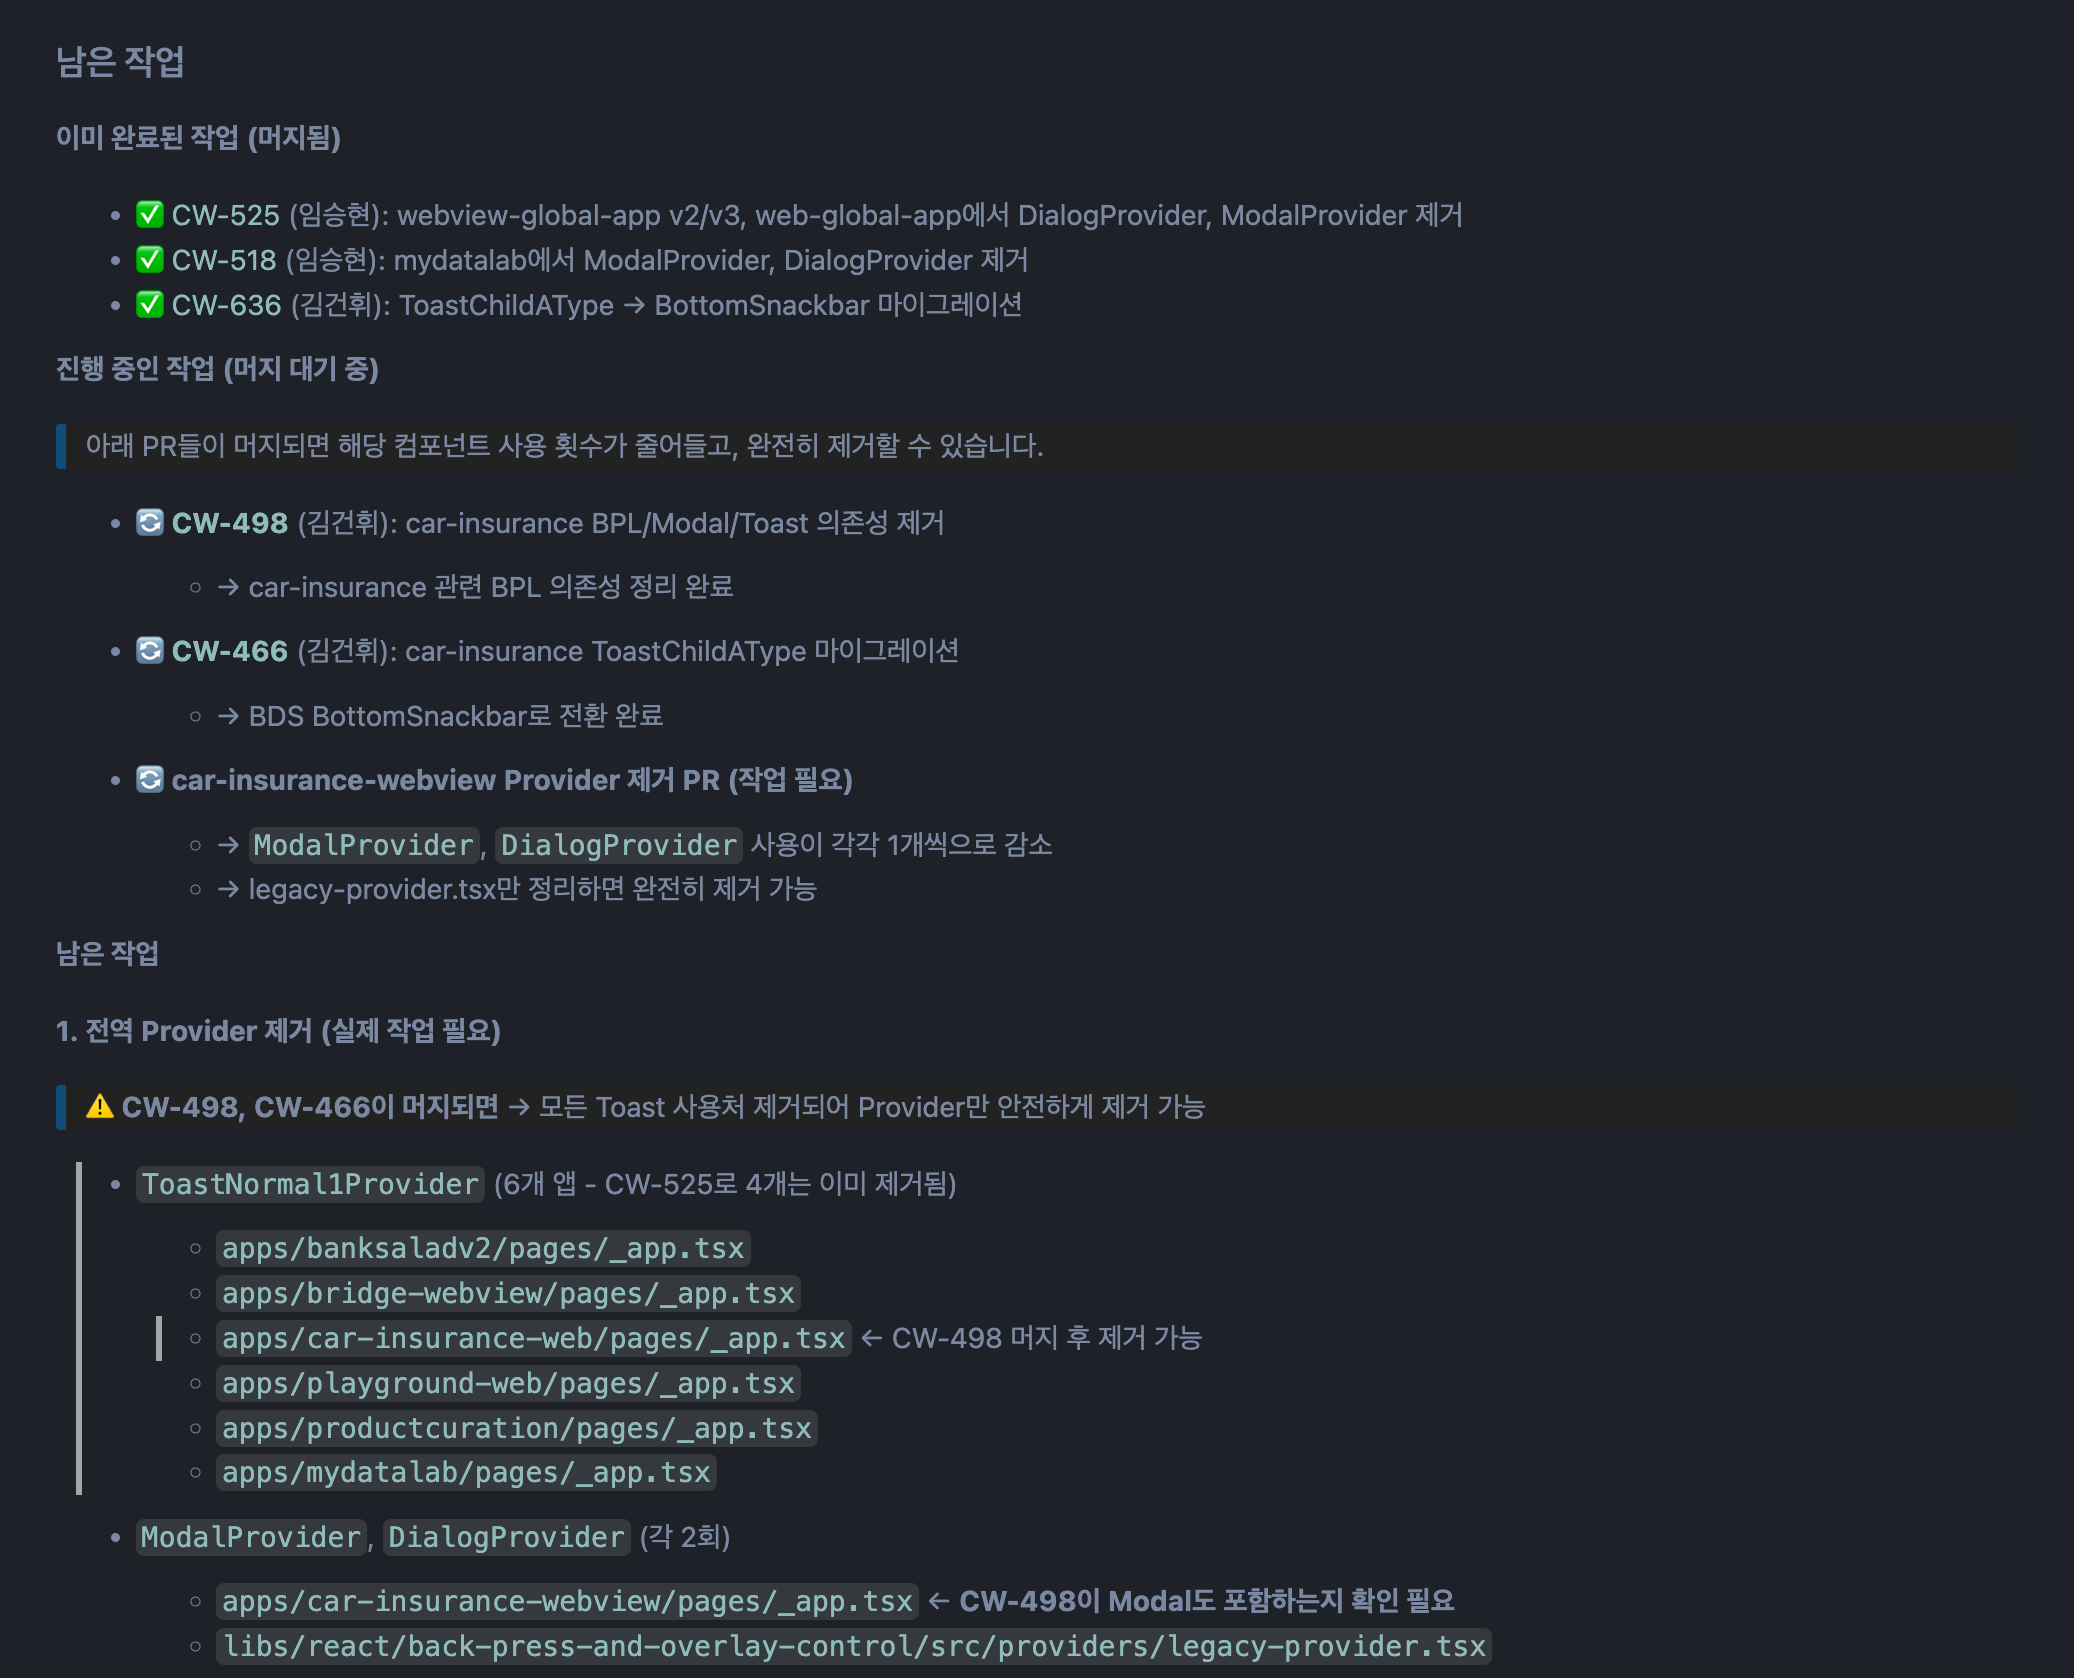 남은 작업
이미 완료된 작업 (머지됨)
• ✅ CW-525 (임승현): webview-global-app v2/v3, web-global-app에서 DialogProvider, ModalProvider 제거
• ✅ CW-518 (임승현): mydatalab에서 ModalProvider, DialogProvider 제거
• ✅ CW-636 (김건휘): ToastChildAType → BottomSnackbar 마이그레이션
진행 중인 작업 (머지 대기 중)
아래 PR들이 머지되면 해당 컴포넌트 사용 횟수가 줄어들고, 완전히 제거할 수 있습니다.
• 🔄 CW-498 (김건휘): car-insurance BPL/Modal/Toast 의존성 제거
◦ → car-insurance 관련 BPL 의존성 정리 완료
• 🔄 CW-466 (김건휘): car-insurance ToastChildAType 마이그레이션
◦ → BDS BottomSnackbar로 전환 완료
• 🔄 car-insurance-webview Provider 제거 PR (작업 필요)
◦ → ModalProvider, DialogProvider 사용이 각각 1개씩으로 감소
◦ → legacy-provider.tsx만 정리하면 완전히 제거 가능
남은 작업
1. 전역 Provider 제거 (실제 작업 필요)
⚠️ CW-498, CW-466이 머지되면 → 모든 Toast 사용처 제거되어 Provider만 안전하게 제거 가능
• ToastNormal1Provider (6개 앱 - CW-525로 4개는 이미 제거됨)
◦ apps/banksaladv2/pages/_app.tsx
◦ apps/bridge-webview/pages/_app.tsx
◦ apps/car-insurance-web/pages/_app.tsx ← CW-498 머지 후 제거 가능
◦ apps/playground-web/pages/_app.tsx
◦ apps/productcuration/pages/_app.tsx
◦ apps/mydatalab/pages/_app.tsx
• ModalProvider, DialogProvider (각 2회)
◦ apps/car-insurance-webview/pages/_app.tsx ← CW-498이 Modal도 포함하는지 확인 필요
◦ libs/react/back-press-and-overlay-control/src/providers/legacy-provider.tsx